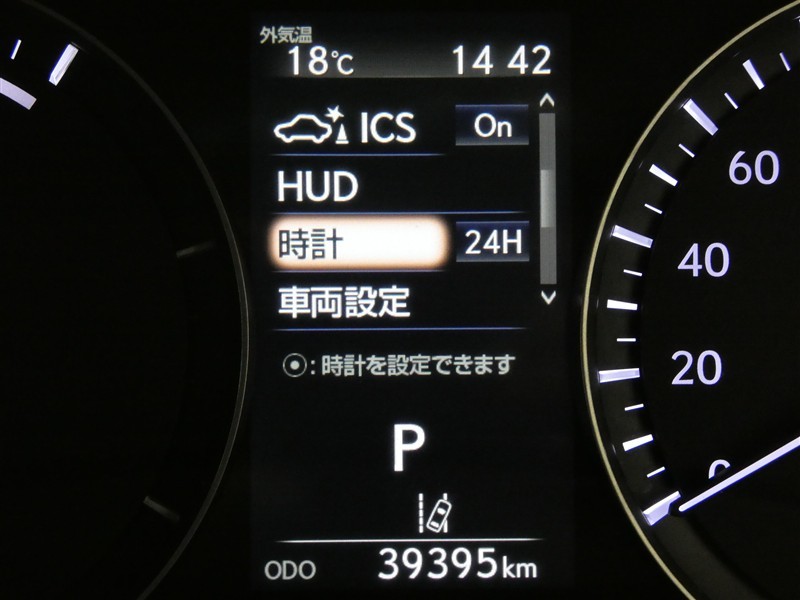 外気温
18℃ 14 42
ICS On
HUD
時計 24H
車両設定
⦿:時計を設定できます
P
ODO 39395km
60
40
20
0